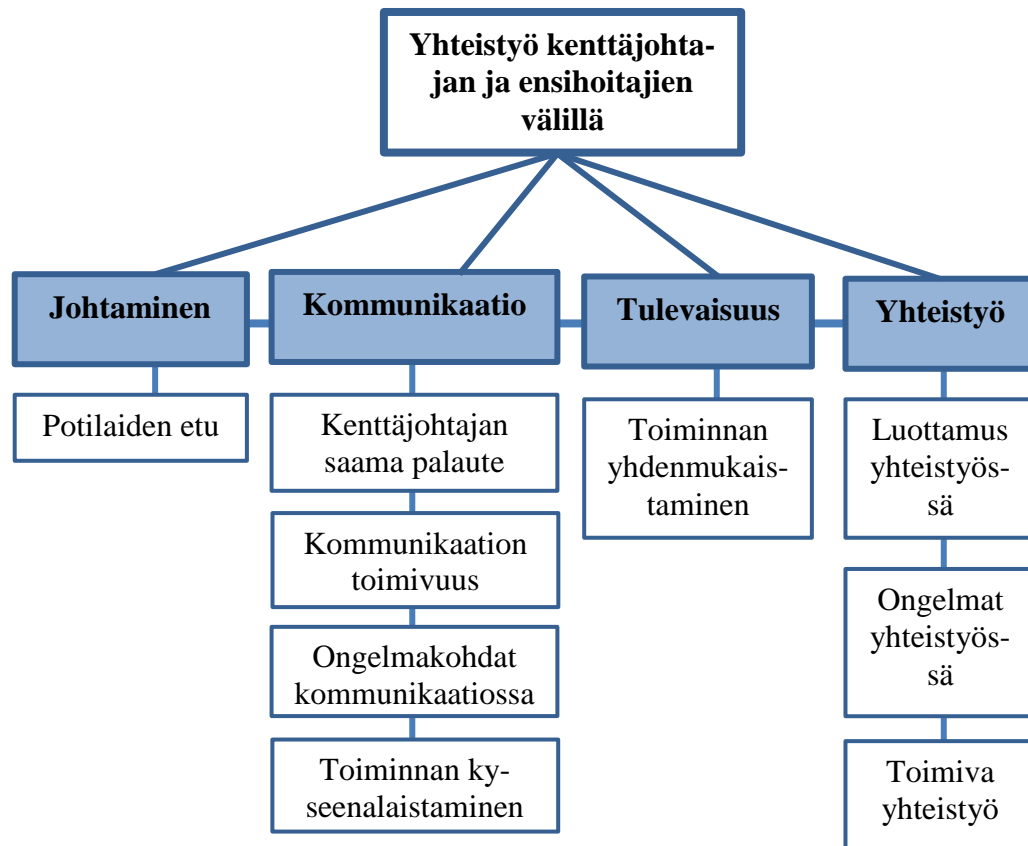 Yhteistyö kenttäjohta-
jan ja ensihoitajien
välillä
Johtaminen
Kommunikaatio
Tulevaisuus
Yhteistyö
Potilaiden etu
Kenttäjohtajan
saama palaute
Kommunikaation
toimivuus
Ongelmakohdat
kommunikaatiossa
Toiminnan ky-
seenalaistaminen
Toiminnan
yhdenmukais-
taminen
Luottamus
yhteistyös-
sä
Ongelmat
yhteistyös-
sä
Toimiva
yhteistyö